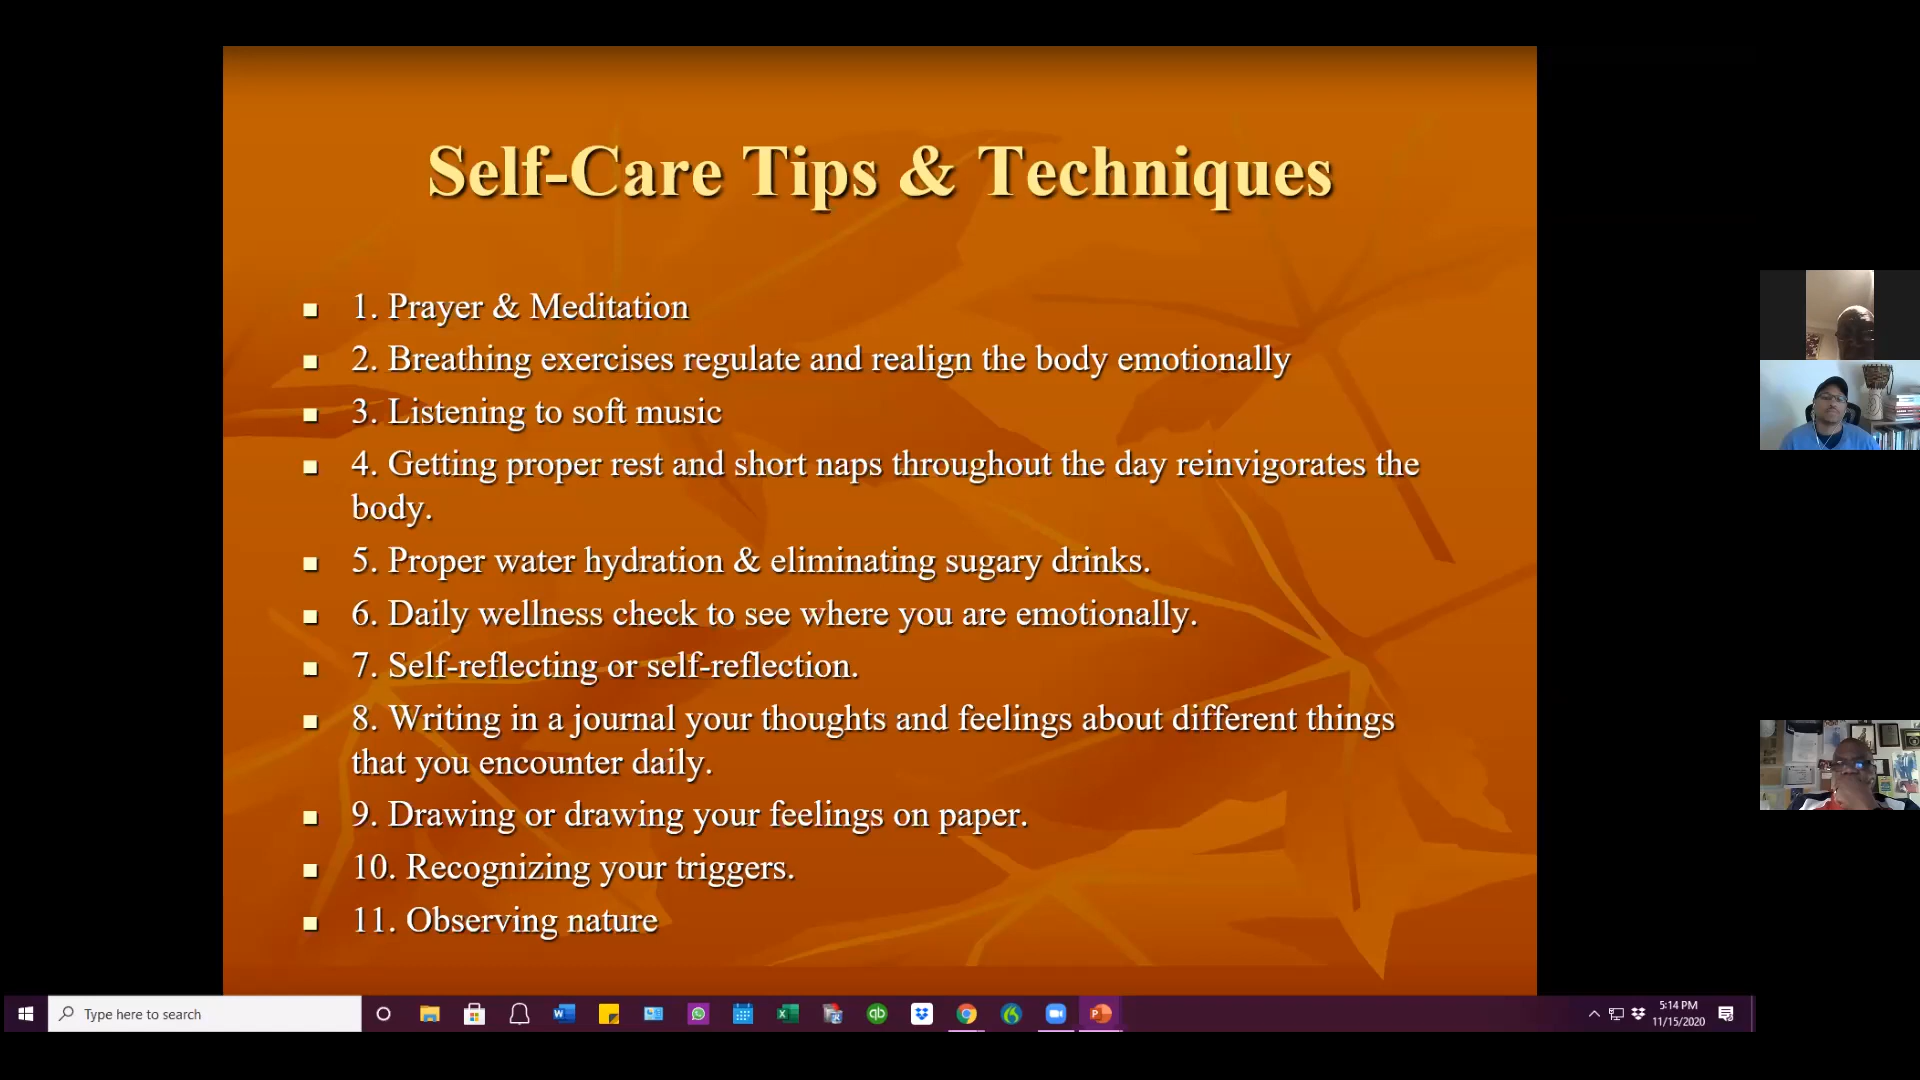 Self-Care Tips & Techniques
1. Prayer & Meditation
2. Breathing exercises regulate and realign the body emotionally
3. Listening to soft music
4. Getting proper rest and short naps throughout the day reinvigorates the
body.
5. Proper water hydration & eliminating sugary drinks.
6. Daily wellness check to see where you are emotionally.
7. Self-reflecting or self-reflection.
8. Writing in a journal your thoughts and feelings about different things
that you encounter daily.
9. Drawing or drawing your feelings on paper.
10. Recognizing your triggers.
11. Observing nature
Type here to search
5:14 PM
11/15/2020